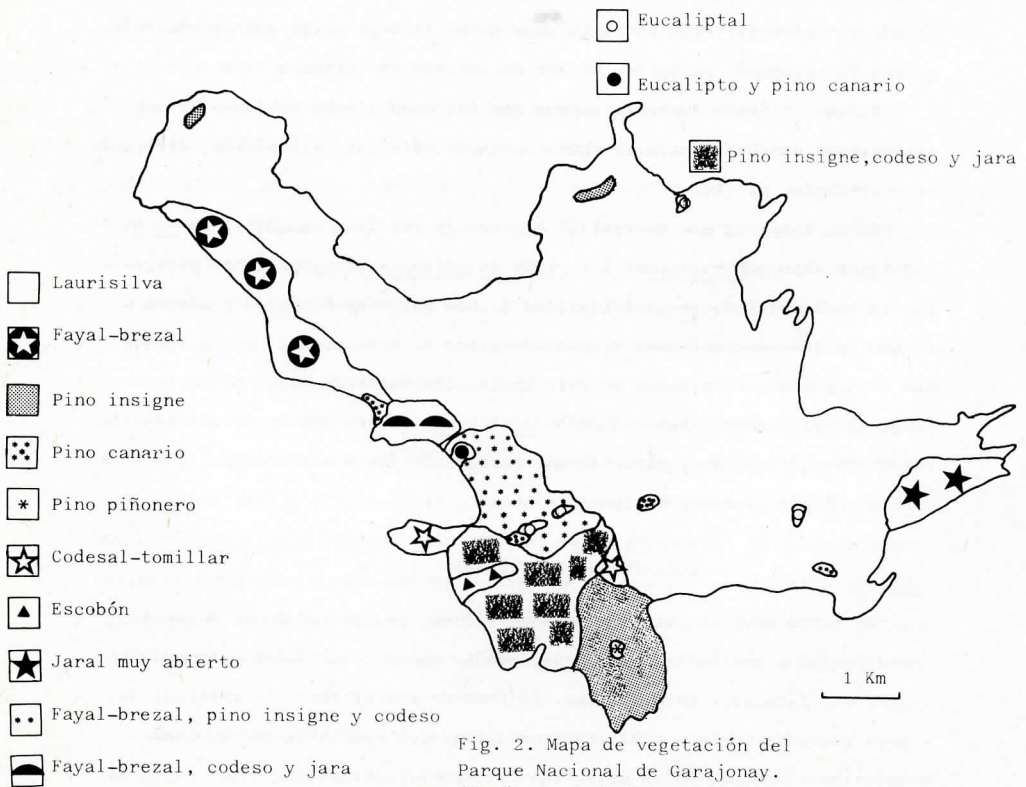 Eucaliptal
Eucalipto y pino canario
Pino insigne,codeso y jara
Laurisilva
Fayal-brezal
Pino insigne
Pino canario
Pino piñonero
Codesal-tomillar
Escobón
Jaral muy abierto
Fayal-brezal, pino insigne y codeso
Fayal-brezal, codeso y jara
1 Km
Fig. 2. Mapa de vegetación del
Parque Nacional de Garajonay.